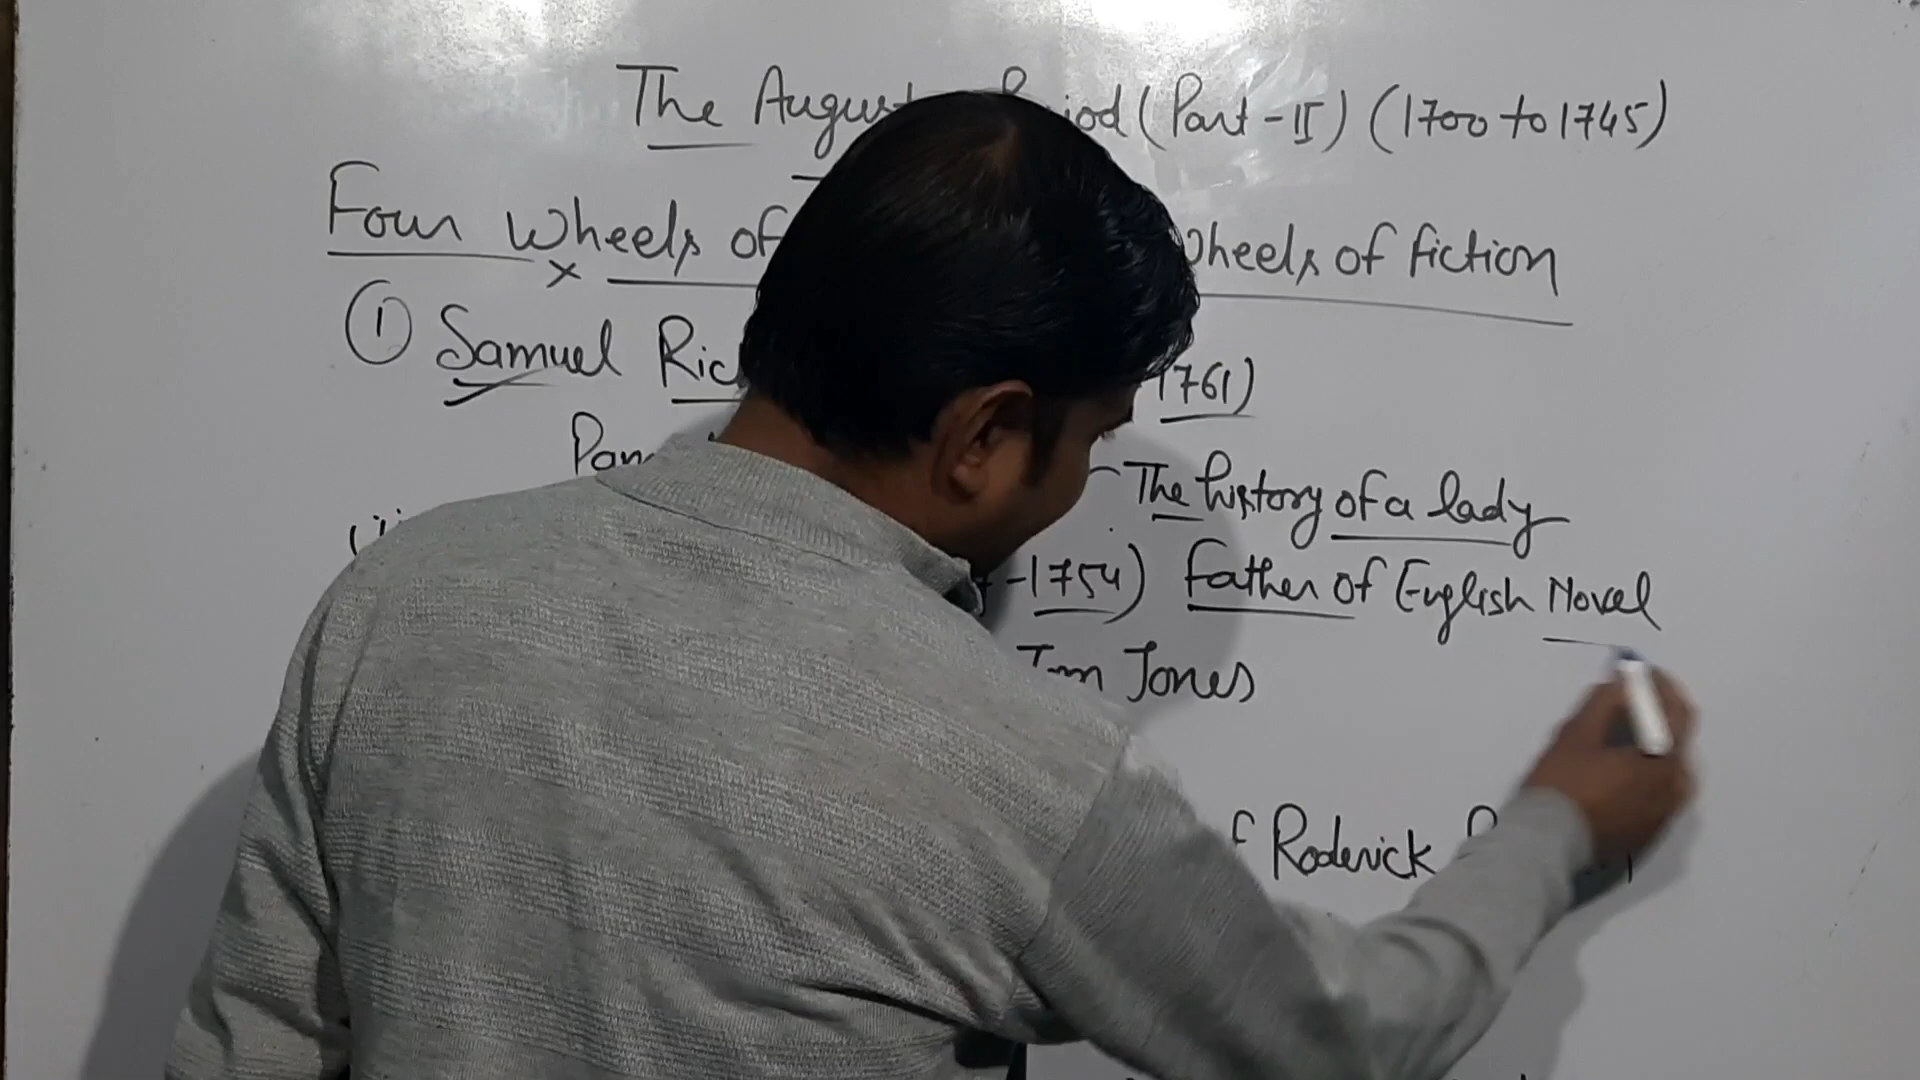 The August iod (Part-II) (1700 to 1745)
Four wheels of wheels of fiction
① Samuel Ric 1761)
Pam The history of a lady
-1754) Father of English Novel
Tom Jones
f Roderick R